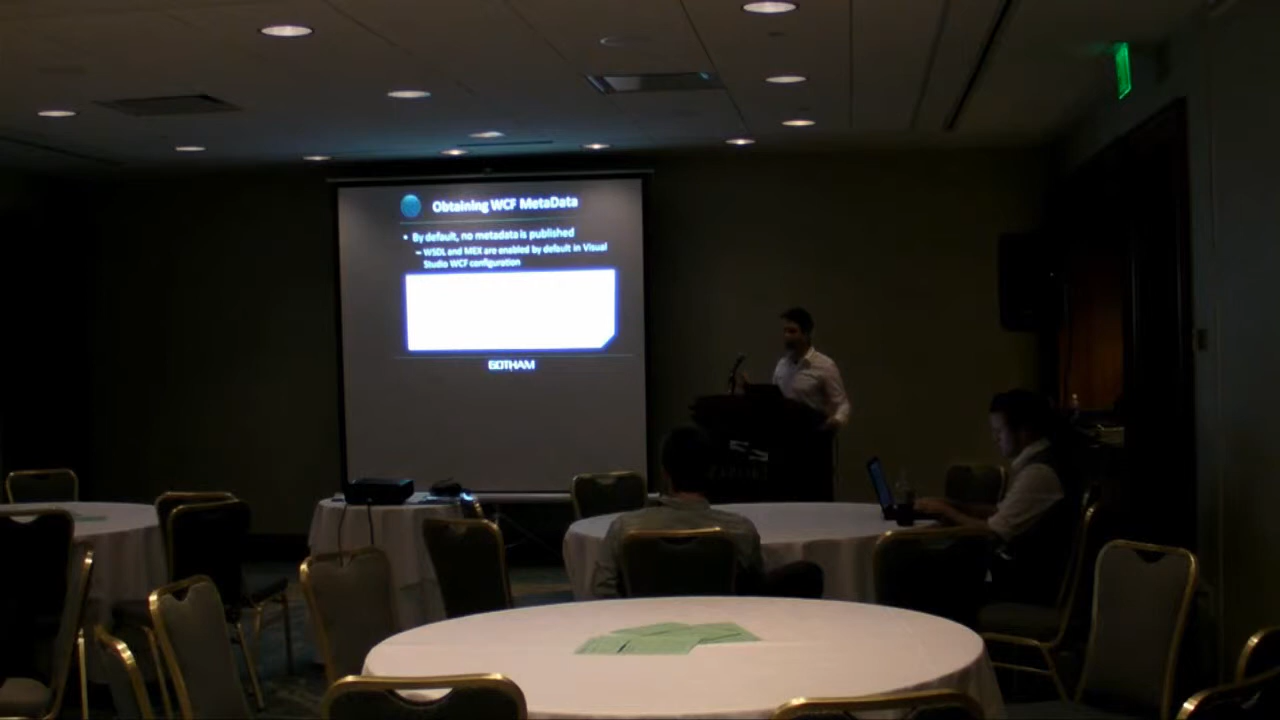 Obtaining WCF MetaData
• By default, no metadata is published
– WSDL and MEX are enabled by default in Visual
Studio WCF configuration
GOTHAM